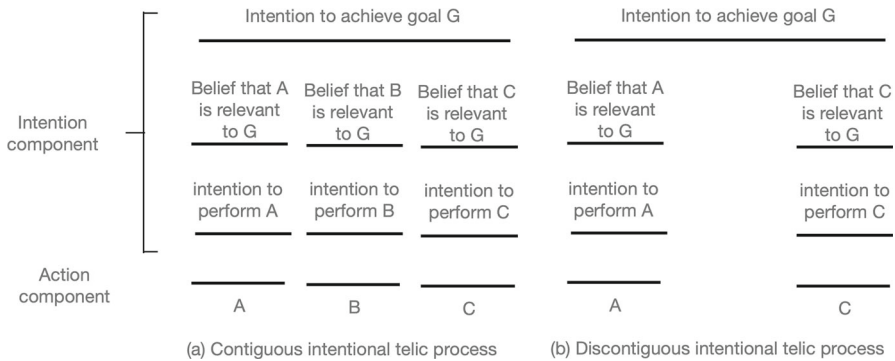 Intention to achieve goal G
Intention to achieve goal G
Intention
component
Belief that A
is relevant
to G
Belief that B
is relevant
to G
Belief that C
is relevant
to G
Belief that A
is relevant
to G
Belief that C
is relevant
to G
intention to
perform A
intention to
perform B
intention to
perform C
intention to
perform A
intention to
perform C
Action
component
A
B
C
A
C
(a) Contiguous intentional telic process
(b) Discontiguous intentional telic process